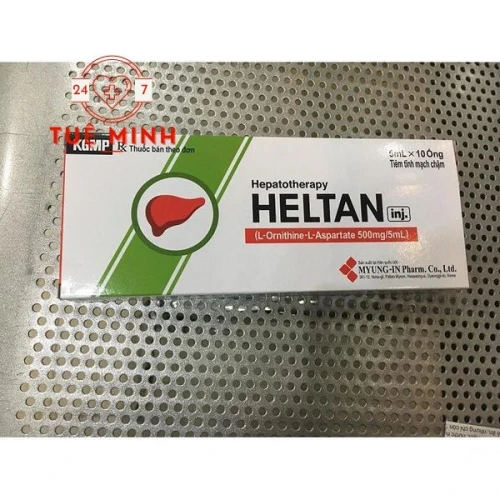 24 7
TUỆ MINH
KGMP Rx Thuốc bán theo đơn
5mL × 10 Ống
Tiêm tĩnh mạch chậm
Hepatotherapy
HELTAN inj.
(L-Ornithine-L-Aspartate 500mg/5mL)
MYUNG-IN Pharm. Co., Ltd.